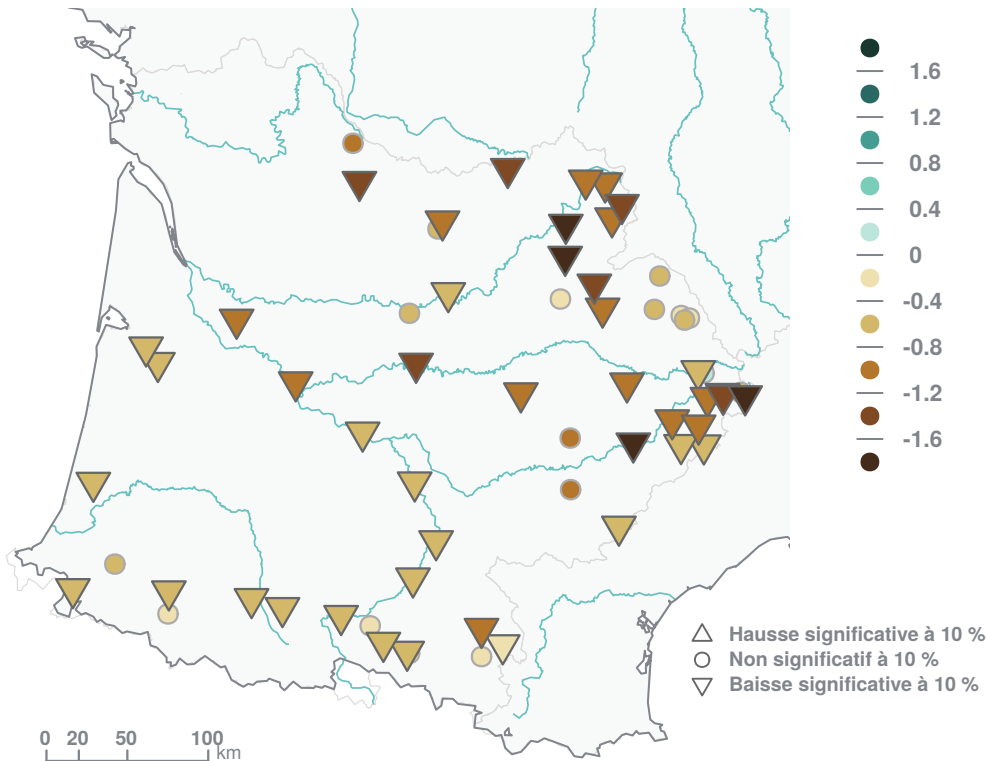 1.6
1.2
0.8
0.4
0
-0.4
-0.8
-1.2
-1.6
Hausse significative à 10 %
Non significatif à 10 %
Baisse significative à 10 %
0 20 50 100
km